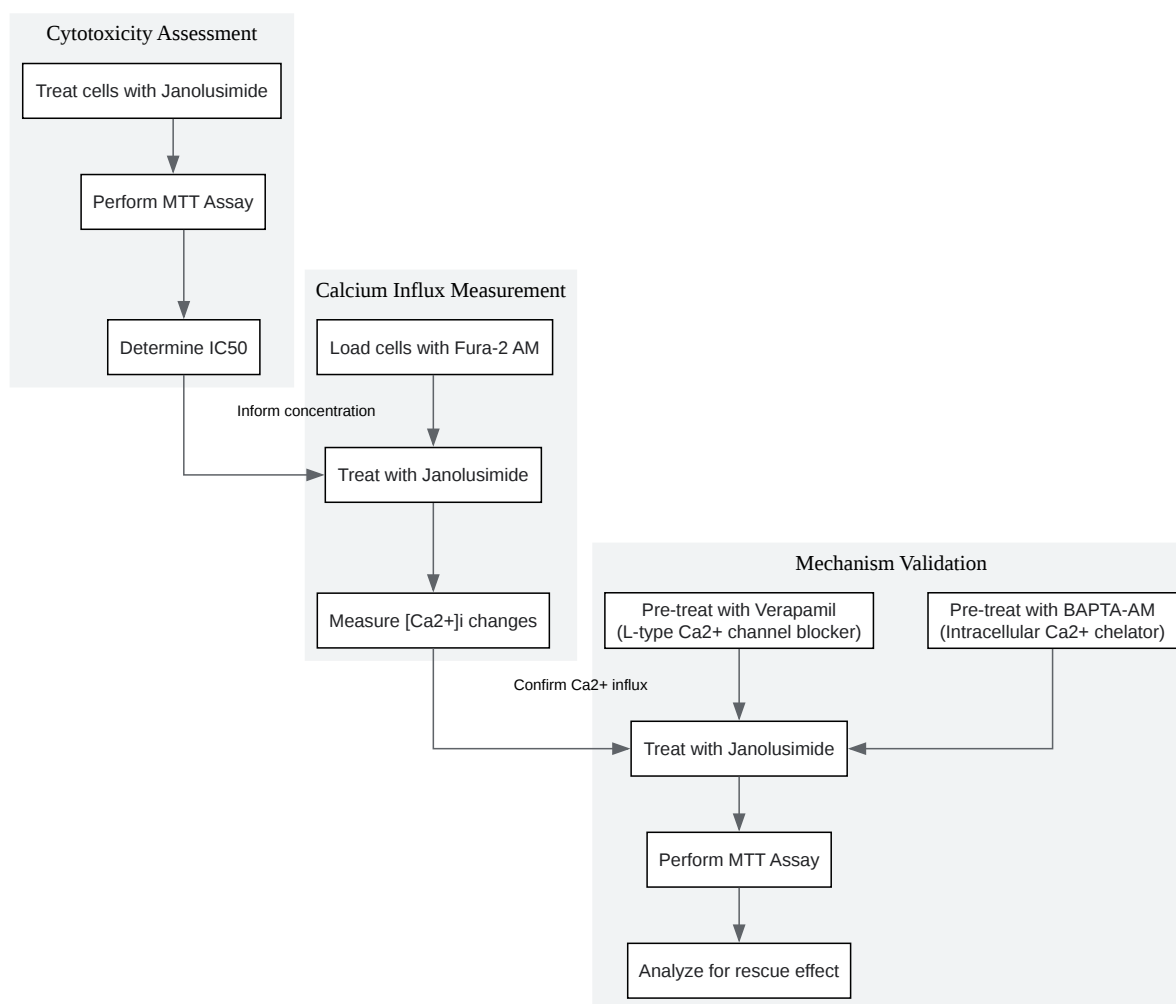 Cytotoxicity Assessment
Treat cells with Janolusimide
Perform MTT Assay
Determine IC50
Inform concentration
Calcium Influx Measurement
Load cells with Fura-2 AM
Treat with Janolusimide
Measure [Ca2+]i changes
Confirm Ca2+ influx
Mechanism Validation
Pre-treat with Verapamil
(L-type Ca2+ channel blocker)
Pre-treat with BAPTA-AM
(Intracellular Ca2+ chelator)
Treat with Janolusimide
Perform MTT Assay
Analyze for rescue effect